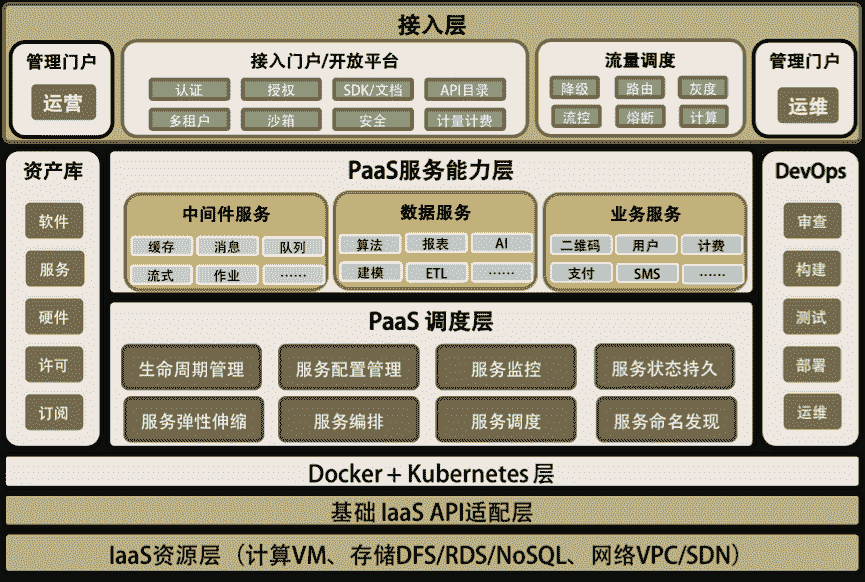 接入层
管理门户
运营
接入门户/开放平台
认证
授权
SDK/文档
API目录
多租户
沙箱
安全
计量计费
流量调度
降级
路由
灰度
流控
熔断
计算
管理门户
运维
资产库
软件
服务
硬件
许可
订阅
PaaS服务能力层
中间件服务
缓存
消息
队列
流式
作业
……
数据服务
算法
报表
AI
建模
ETL
……
业务服务
二维码
用户
计费
支付
SMS
……
PaaS 调度层
生命周期管理
服务配置管理
服务监控
服务状态持久
服务弹性伸缩
服务编排
服务调度
服务命名发现
DevOps
审查
构建
测试
部署
运维
Docker + Kubernetes 层
基础 IaaS API适配层
IaaS资源层（计算VM、存储DFS/RDS/NoSQL、网络VPC/SDN）